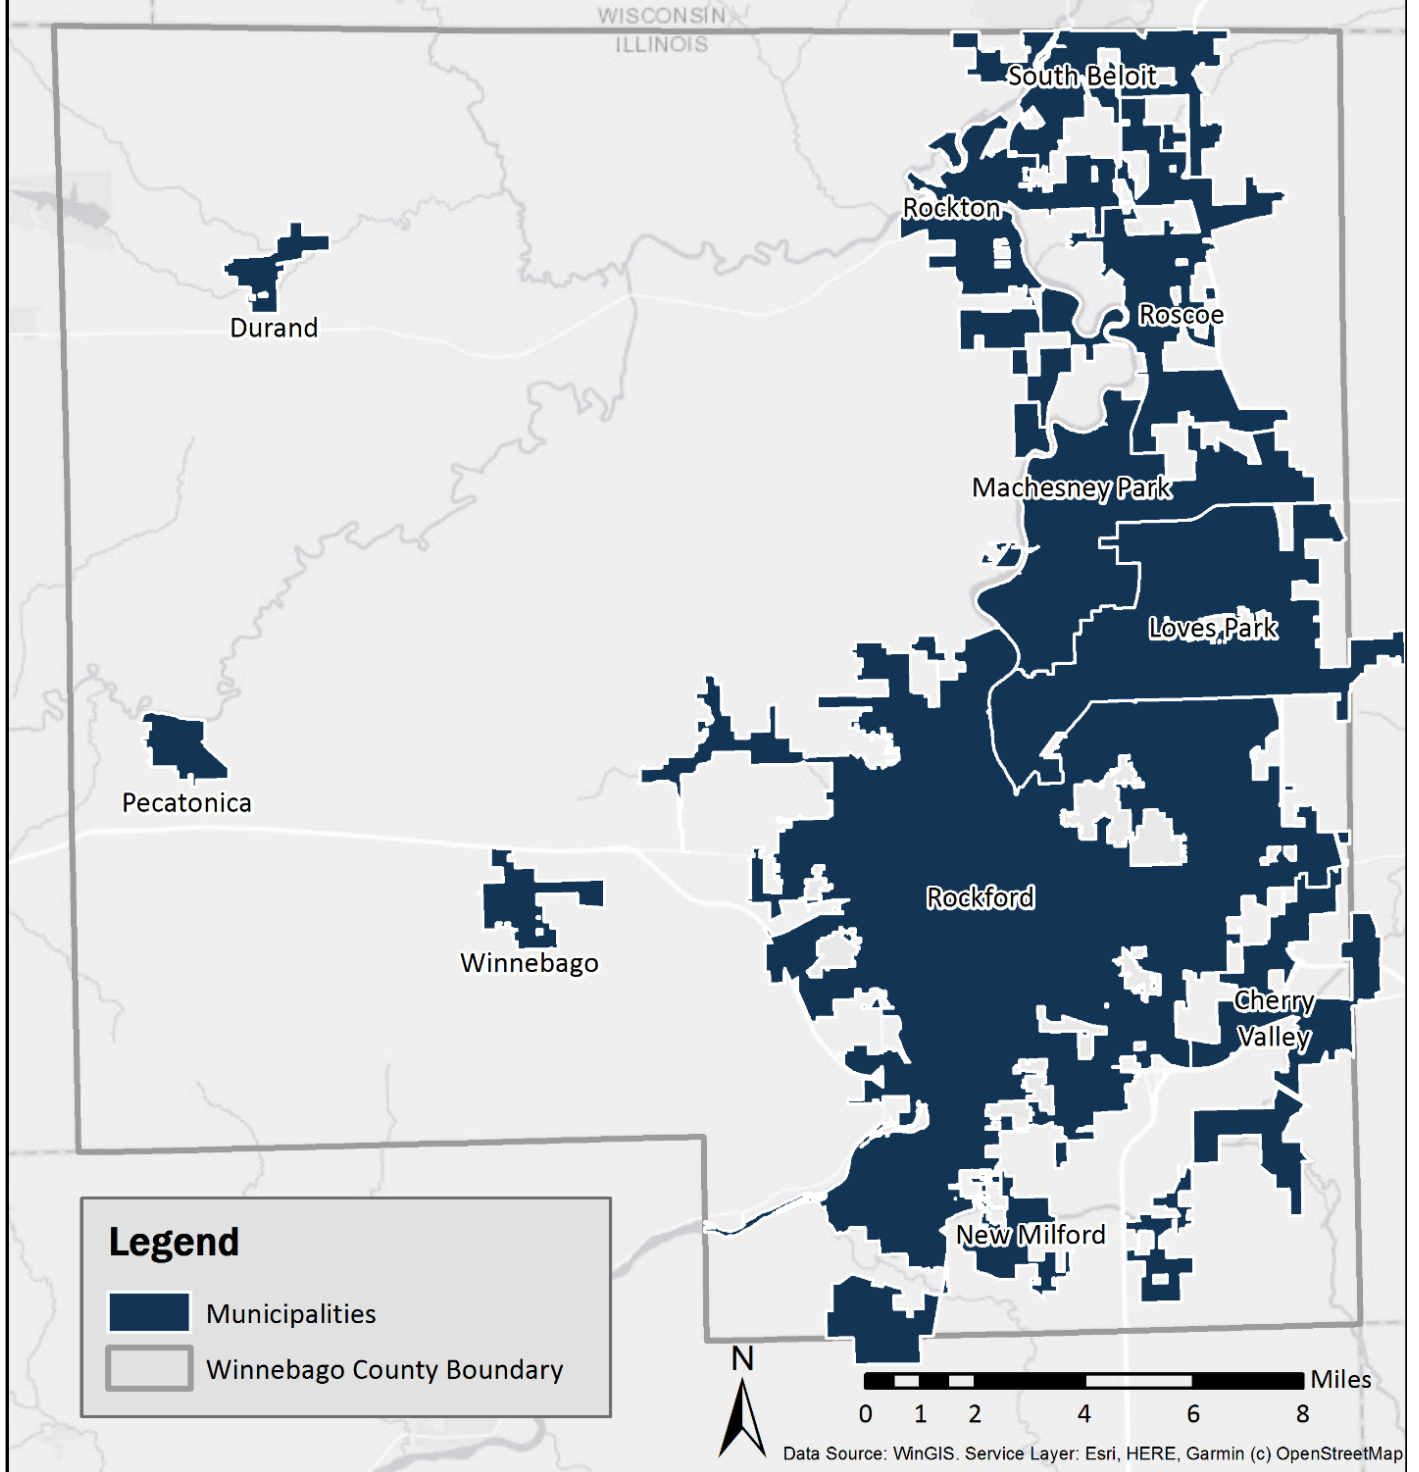 WISCONSIN
ILLINOIS
South Beloit
Rockton
Durand
Roscoe
Machesney Park
Loves Park
Pecatonica
Rockford
Winnebago
Cherry
Valley
New Milford
Legend
Municipalities
Winnebago County Boundary
N
Miles
0 1 2 4 6 8
Data Source: WinGIS. Service Layer: Esri, HERE, Garmin (c) OpenStreetMap